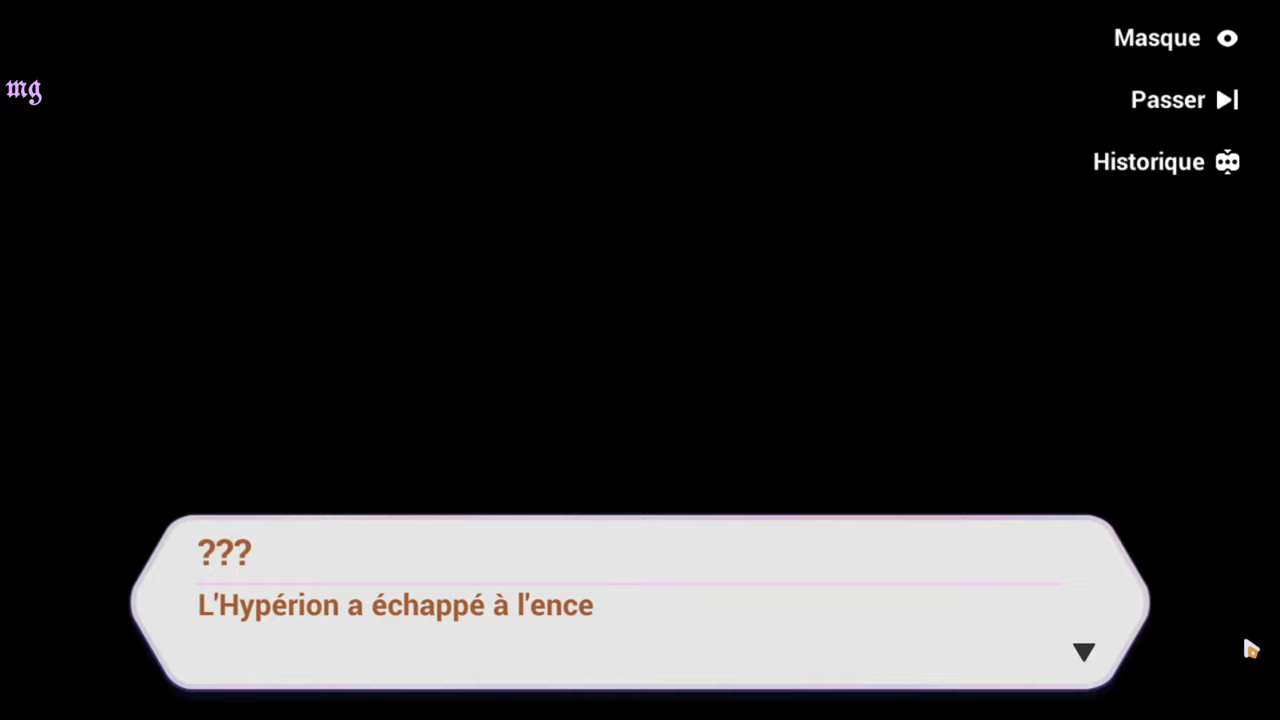 Masque
mg
Passer
Historique
???
L'Hypérion a échappé à l'ence